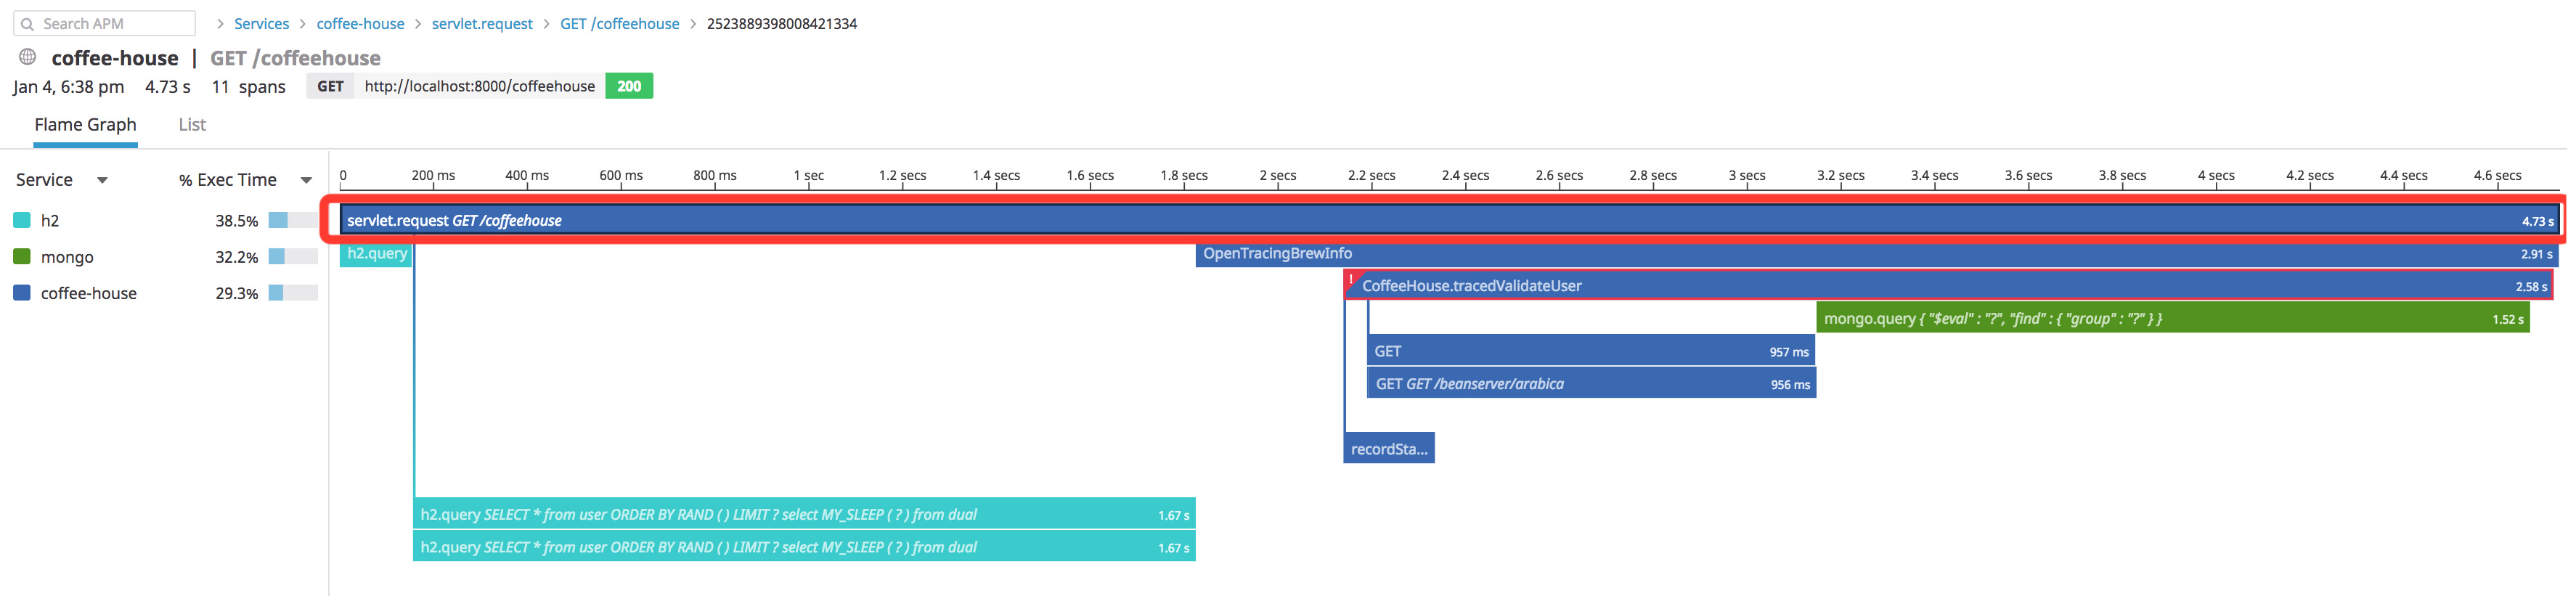 Search APM > Services > coffee-house > servlet.request > GET /coffeehouse > 2523889398008421334
coffee-house | GET /coffeehouse
Jan 4, 6:38 pm 4.73 s 11 spans GET http://localhost:8000/coffeehouse 200
Flame Graph List
Service % Exec Time 0 200 ms 400 ms 600 ms 800 ms 1 sec 1.2 secs 1.4 secs 1.6 secs 1.8 secs 2 secs 2.2 secs 2.4 secs 2.6 secs 2.8 secs 3 secs 3.2 secs 3.4 secs 3.6 secs 3.8 secs 4 secs 4.2 secs 4.4 secs 4.6 secs
h2 38.5% servlet.request GET /coffeehouse 4.73 s
mongo 32.2% h2.query OpenTracingBrewInfo 2.91 s
coffee-house 29.3% ! CoffeeHouse.tracedValidateUser 2.58 s
mongo.query { "$eval" : "?", "find" : { "group" : "?" } } 1.52 s
GET 957 ms
GET GET /beanserver/arabica 956 ms
recordSta...
h2.query SELECT * from user ORDER BY RAND ( ) LIMIT ? select MY_SLEEP ( ? ) from dual 1.67 s
h2.query SELECT * from user ORDER BY RAND ( ) LIMIT ? select MY_SLEEP ( ? ) from dual 1.67 s